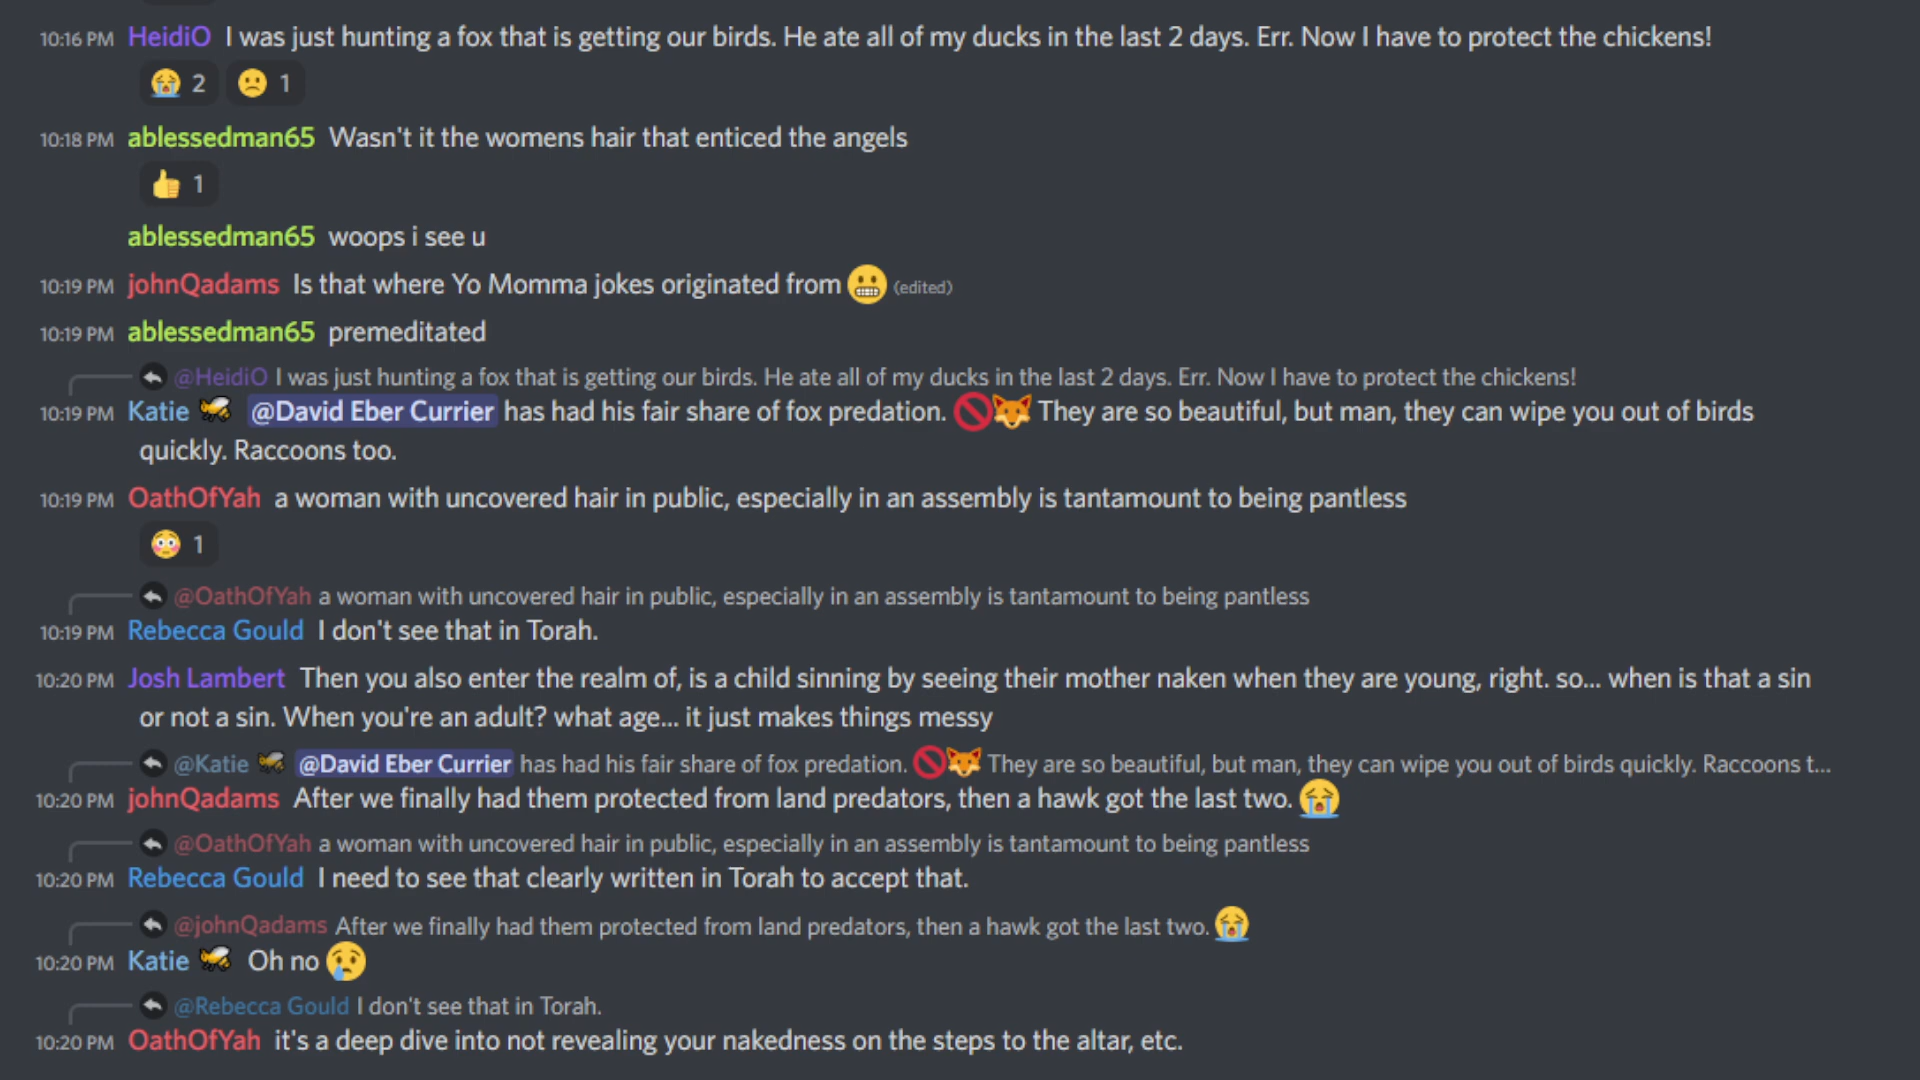 10:16 PM HeidiO I was just hunting a fox that is getting our birds. He ate all of my ducks in the last 2 days. Err. Now I have to protect the chickens!
2 1
10:18 PM ablessedman65 Wasn't it the womens hair that enticed the angels
1
ablessedman65 woops i see u
10:19 PM johnQadams Is that where Yo Momma jokes originated from (edited)
10:19 PM ablessedman65 premeditated
@HeidiO I was just hunting a fox that is getting our birds. He ate all of my ducks in the last 2 days. Err. Now I have to protect the chickens!
10:19 PM Katie @David Eber Currier has had his fair share of fox predation. They are so beautiful, but man, they can wipe you out of birds
quickly. Raccoons too.
10:19 PM OathOfYah a woman with uncovered hair in public, especially in an assembly is tantamount to being pantless
1
@OathOfYah a woman with uncovered hair in public, especially in an assembly is tantamount to being pantless
10:19 PM Rebecca Gould I don't see that in Torah.
10:20 PM Josh Lambert Then you also enter the realm of, is a child sinning by seeing their mother naken when they are young, right. so... when is that a sin
or not a sin. When you're an adult? what age... it just makes things messy
@Katie @David Eber Currier has had his fair share of fox predation. They are so beautiful, but man, they can wipe you out of birds quickly. Raccoons t...
10:20 PM johnQadams After we finally had them protected from land predators, then a hawk got the last two.
@OathOfYah a woman with uncovered hair in public, especially in an assembly is tantamount to being pantless
10:20 PM Rebecca Gould I need to see that clearly written in Torah to accept that.
@johnQadams After we finally had them protected from land predators, then a hawk got the last two.
10:20 PM Katie Oh no
@Rebecca Gould I don't see that in Torah.
10:20 PM OathOfYah it's a deep dive into not revealing your nakedness on the steps to the altar, etc.